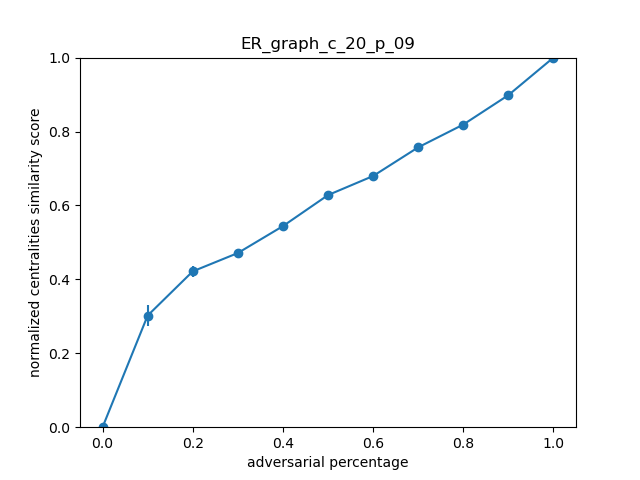 ER_graph_c_20_p_09
normalized centralities similarity score
1.0
0.8
0.6
0.4
0.2
0.0
0.0 0.2 0.4 0.6 0.8 1.0
adversarial percentage